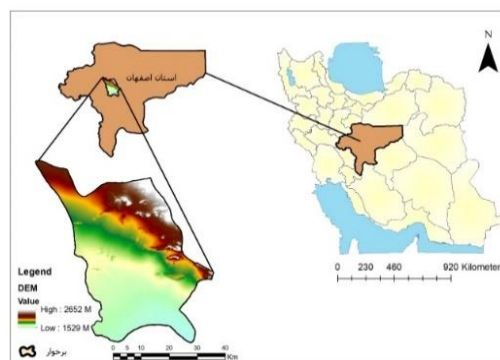 استان اصفهان
N
Legend
DEM
Value
High : 2652 M
Low : 1529 M
برخوار
0 5 10 20 30 40
Km
0 230 460 920 Kilometer